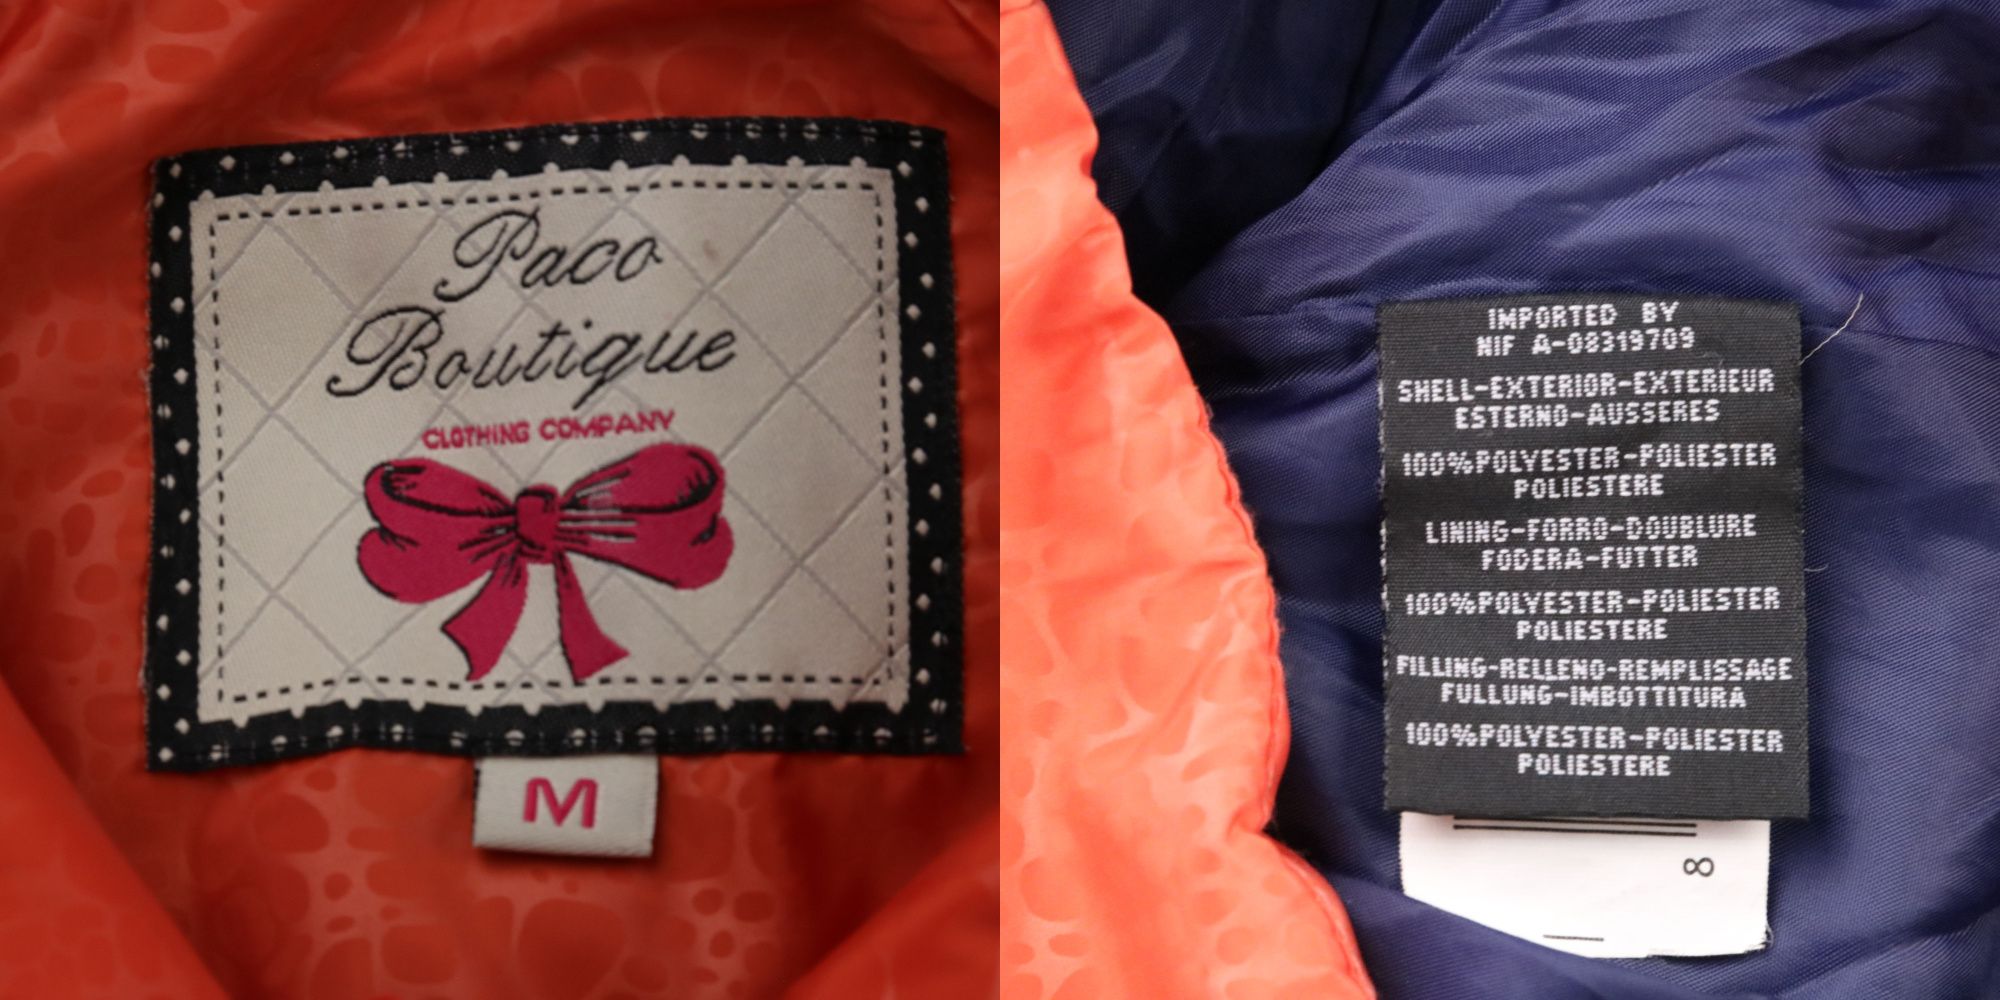 Paco
Boutique
CLOTHING COMPANY
M
IMPORTED BY
NIF A-08319709
SHELL-EXTERIOR-EXTERIEUR
ESTERNO-AUSSERES
100%POLYESTER-POLIESTER
POLIESTERE
LINING-FORRO-DOUBLURE
FODERA-FUTTER
100%POLYESTER-POLIESTER
POLIESTERE
FILLING-RELLENO-REMPLISSAGE
FULLUNG-IMBOTTITURA
100%POLYESTER-POLIESTER
POLIESTERE
8